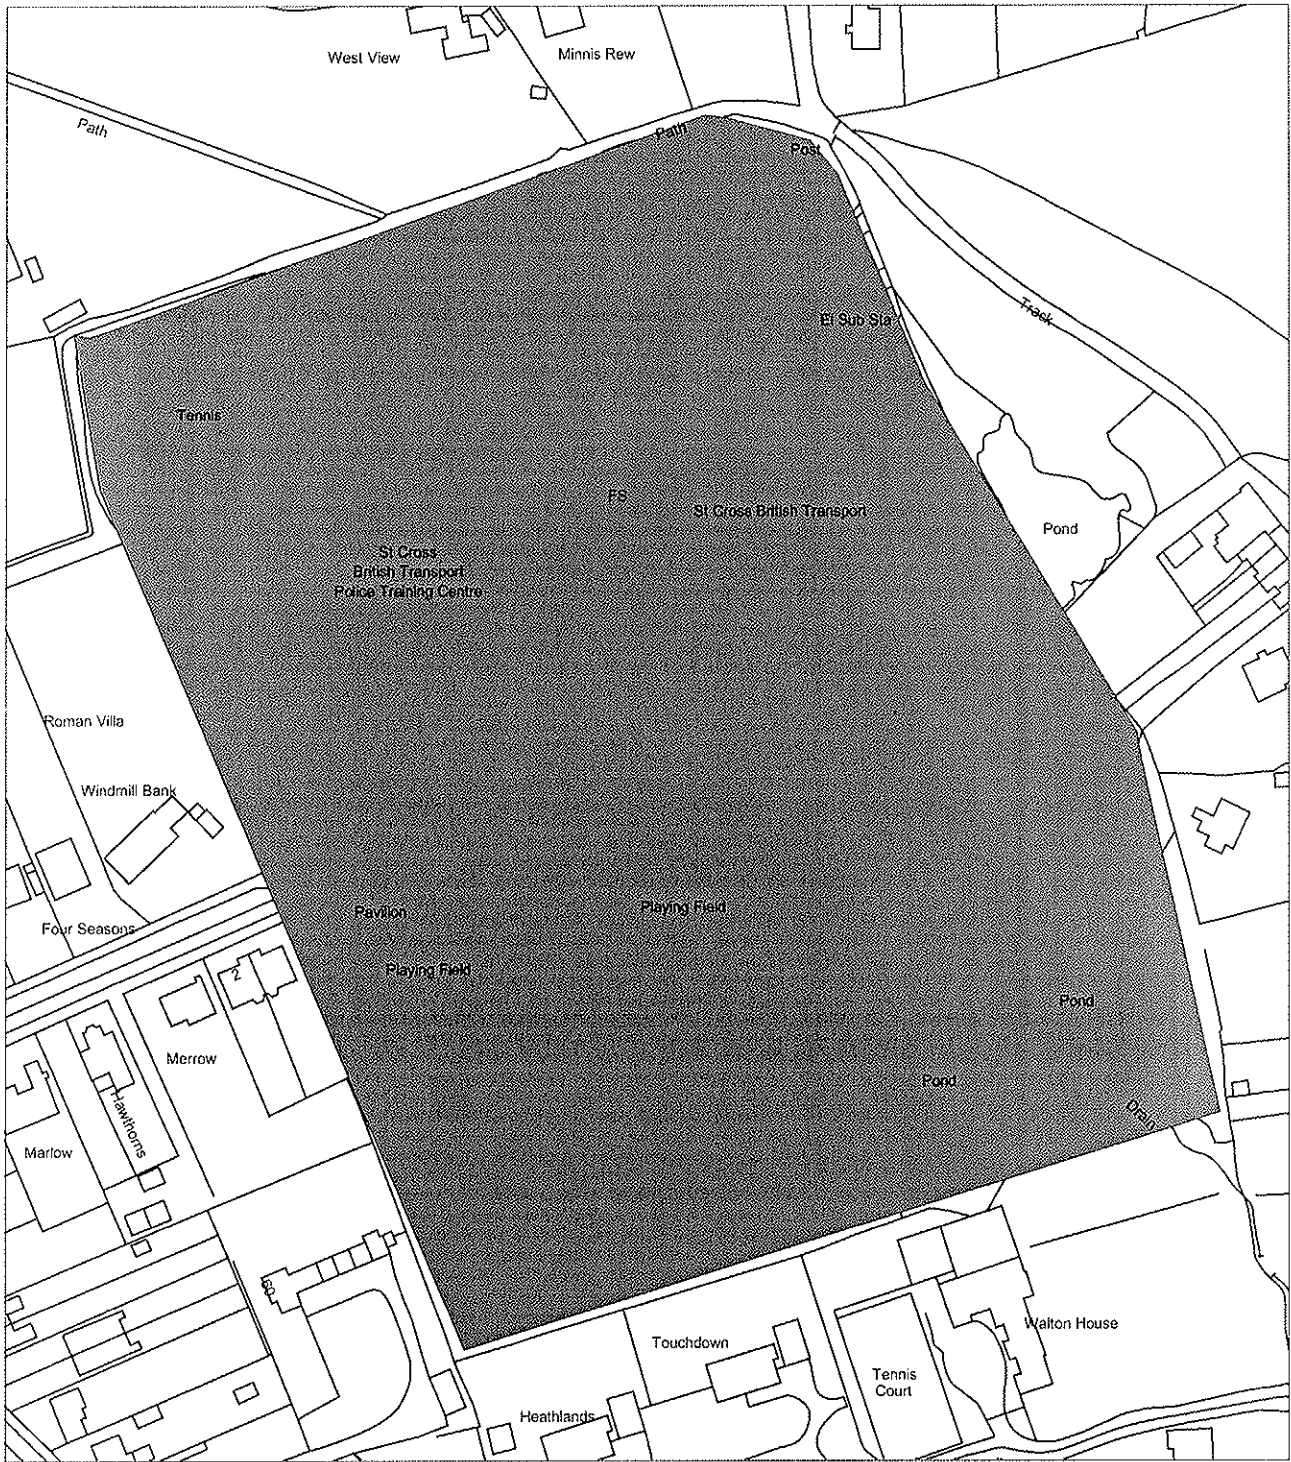 West View
Minnis Rew
Path
Path
Post
El Sub Sta
Track
Tennis
FS
St Cross British Transport
Pond
St Cross
British Transport
Police Training Centre
Roman Villa
Windmill Bank
Four Seasons
Pavilion
Playing Field
Playing Field
2
Pond
Merrow
Pond
Drain
Hawthorns
Marlow
60
Touchdown
Walton House
Tennis
Court
Heathlands